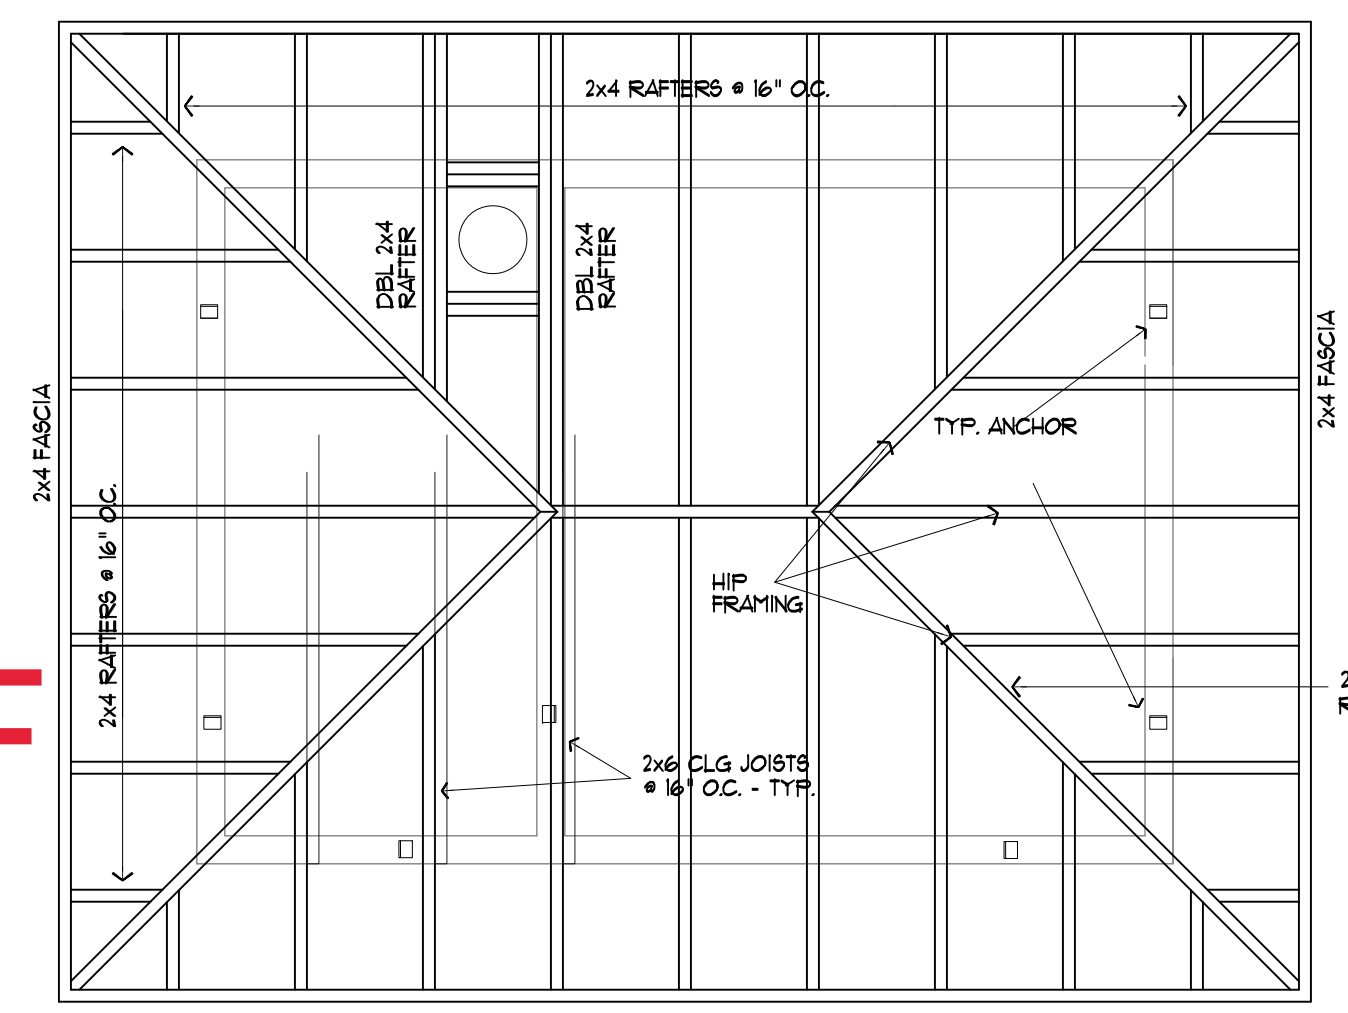 2x4 RAFTERS @ 16" O.C.
DBL 2x4
RAFTER
DBL 2x4
RAFTER
2x4 FASCIA
2x4 FASCIA
TYP. ANCHOR
2x4 RAFTERS @ 16" O.C.
HIP
FRAMING
2x6 CLG JOISTS
@ 16" O.C. - TYP.